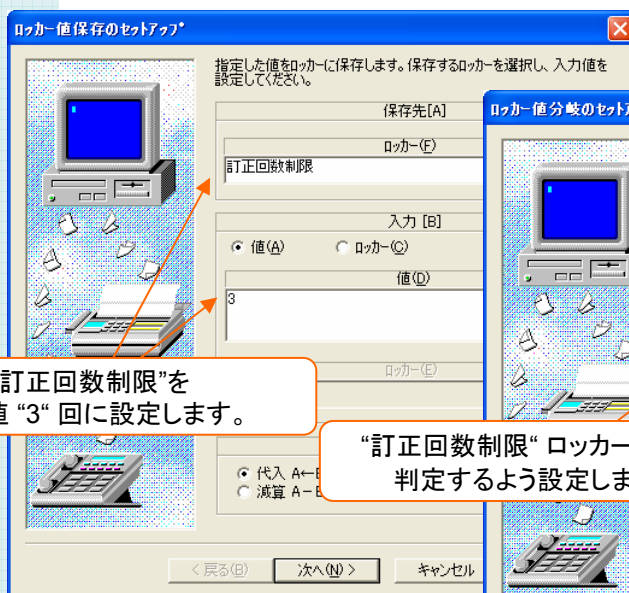 ロッカー値保存のセットアップ
指定した値をロッカーに保存します。保存するロッカーを選択し、入力値を
設定してください。
保存先[A]
ロッカー(F)
訂正回数制限
入力 [B]
値(A) ロッカー(C)
値(D)
3
ロッカー(E)
訂正回数制限”を
“3“ 回に設定します。
代入 A←
減算 A－
< 戻る(B) 次へ(N) > キャンセル
ロッカー値分岐のセット
“訂正回数制限“ ロッカー
判定するよう設定しま